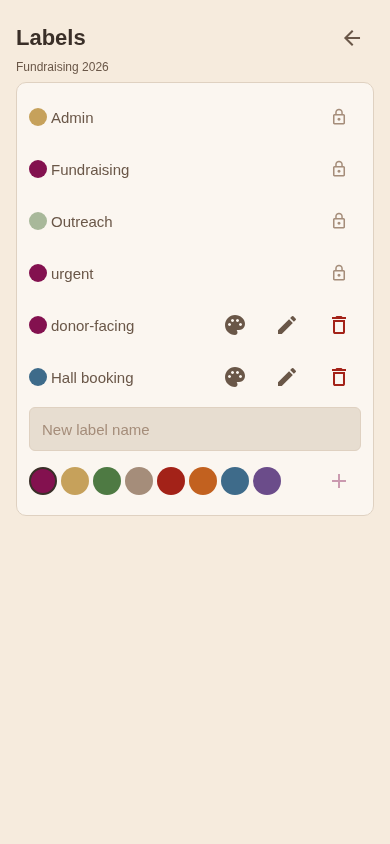 Labels
Fundraising 2026
Admin
Fundraising
Outreach
urgent
donor-facing
Hall booking
New label name